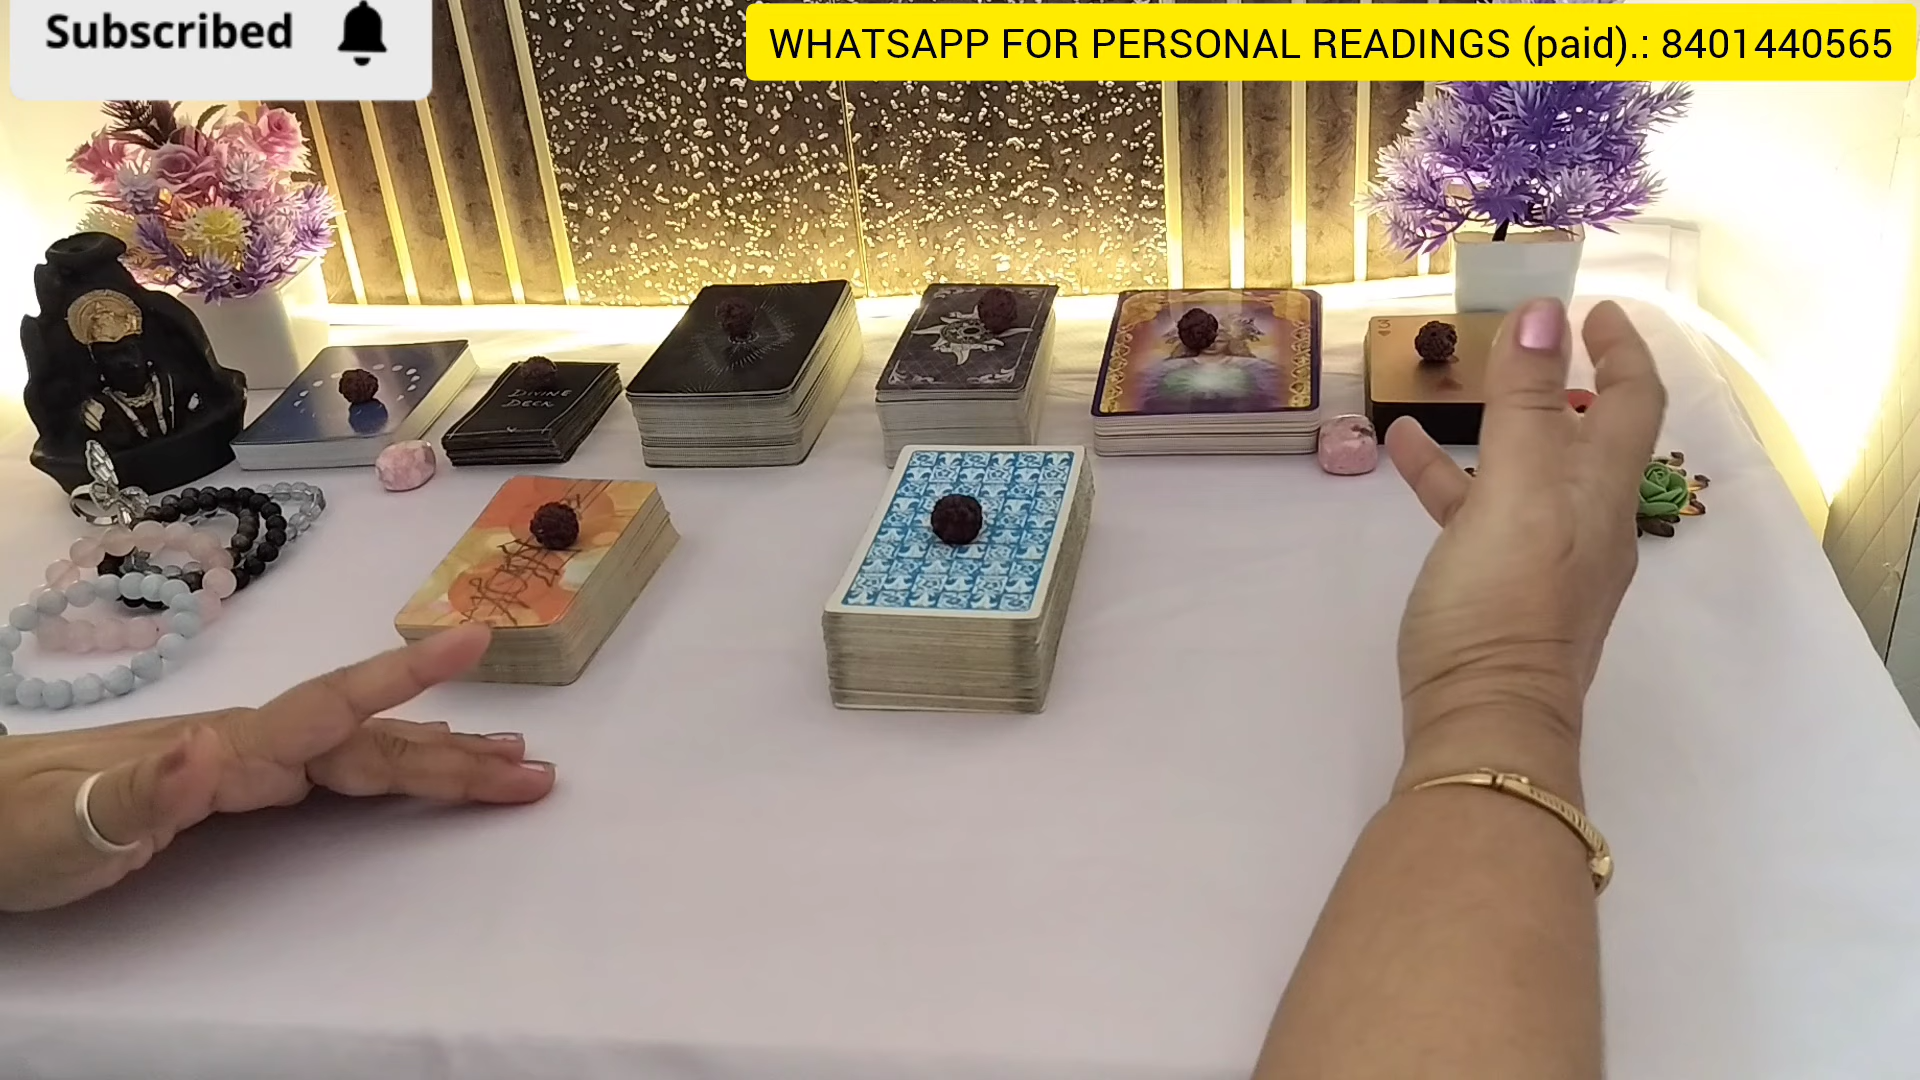 Subscribed
WHATSAPP FOR PERSONAL READINGS (paid).: 8401440565
DIVINE
DECK